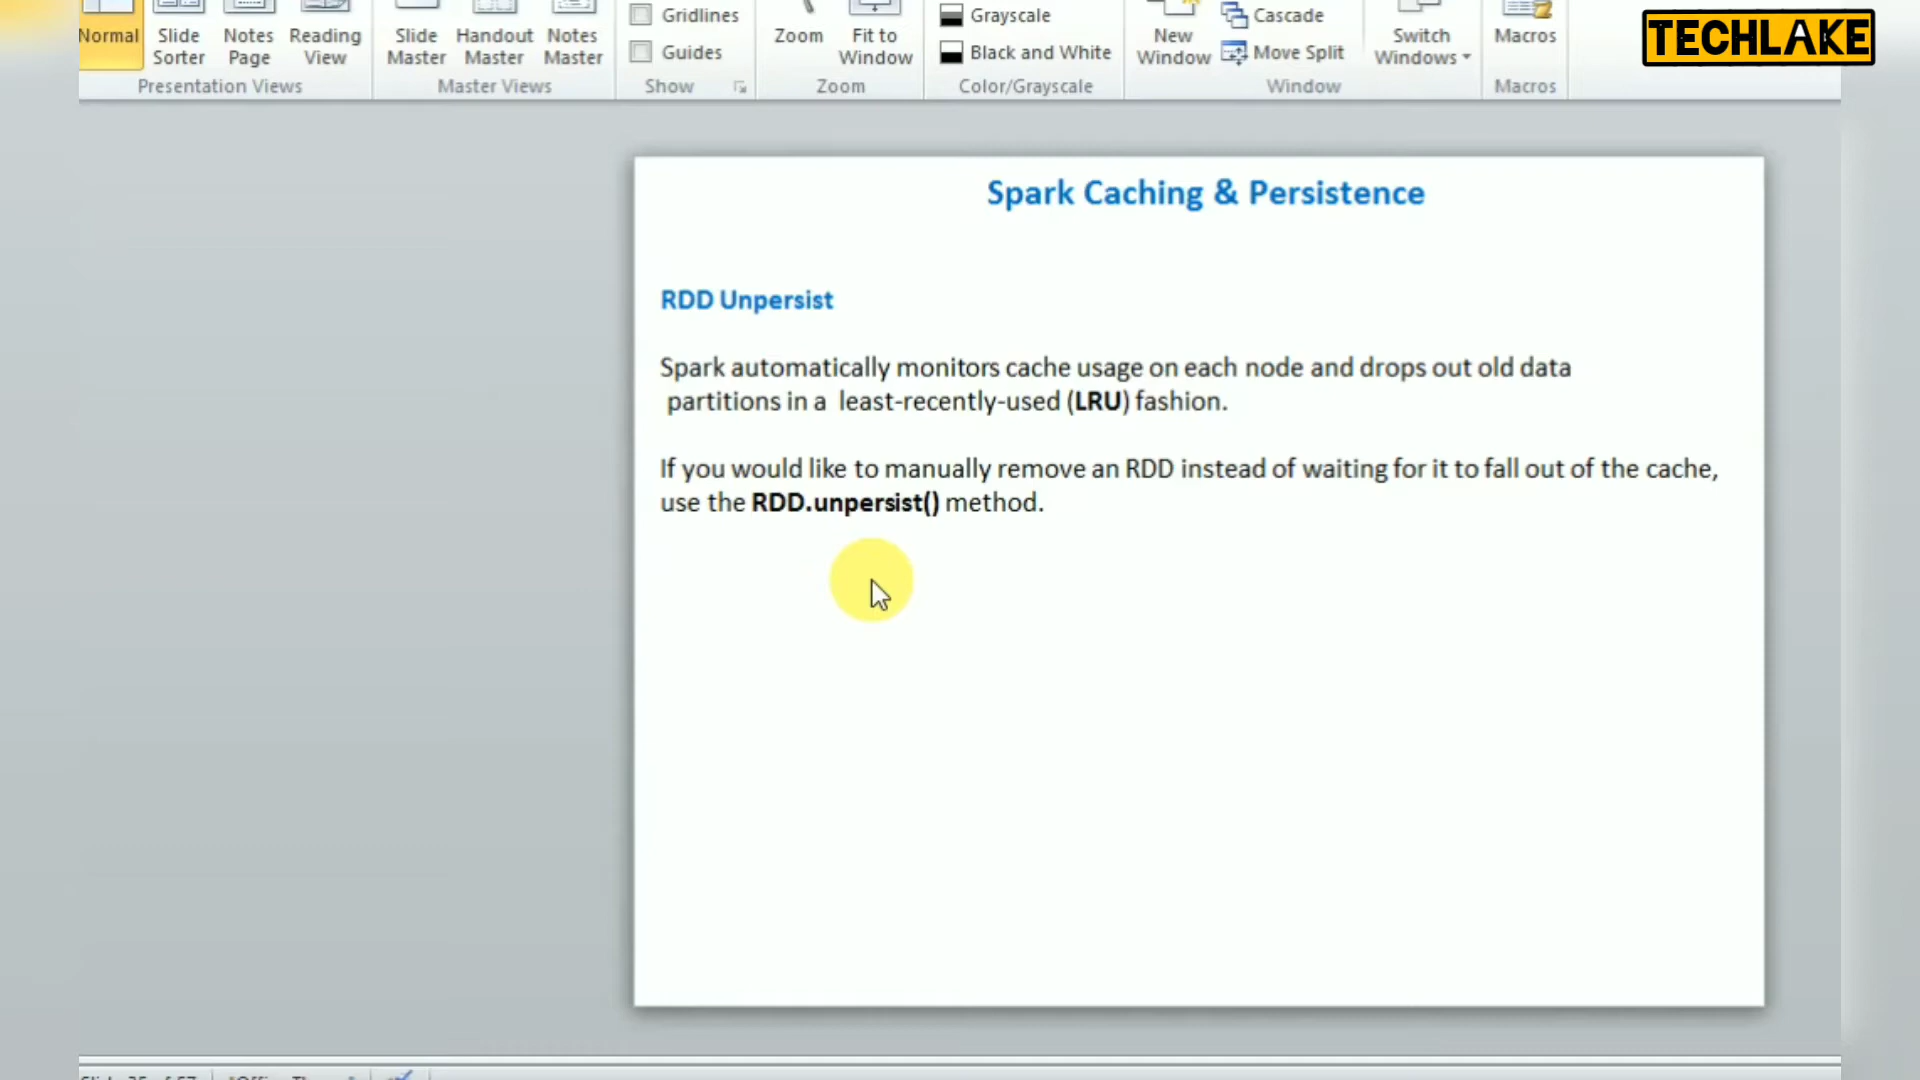 Normal
Slide Sorter
Notes Page
Reading View
Presentation Views
Slide Master
Handout Master
Notes Master
Master Views
Gridlines
Guides
Show
Zoom
Fit to Window
Zoom
Grayscale
Black and White
Color/Grayscale
New Window
Cascade
Move Split
Switch Windows
Window
Macros
Macros
TECHLAKE
Spark Caching & Persistence
RDD Unpersist
Spark automatically monitors cache usage on each node and drops out old data
partitions in a least-recently-used (LRU) fashion.
If you would like to manually remove an RDD instead of waiting for it to fall out of the cache,
use the RDD.unpersist() method.